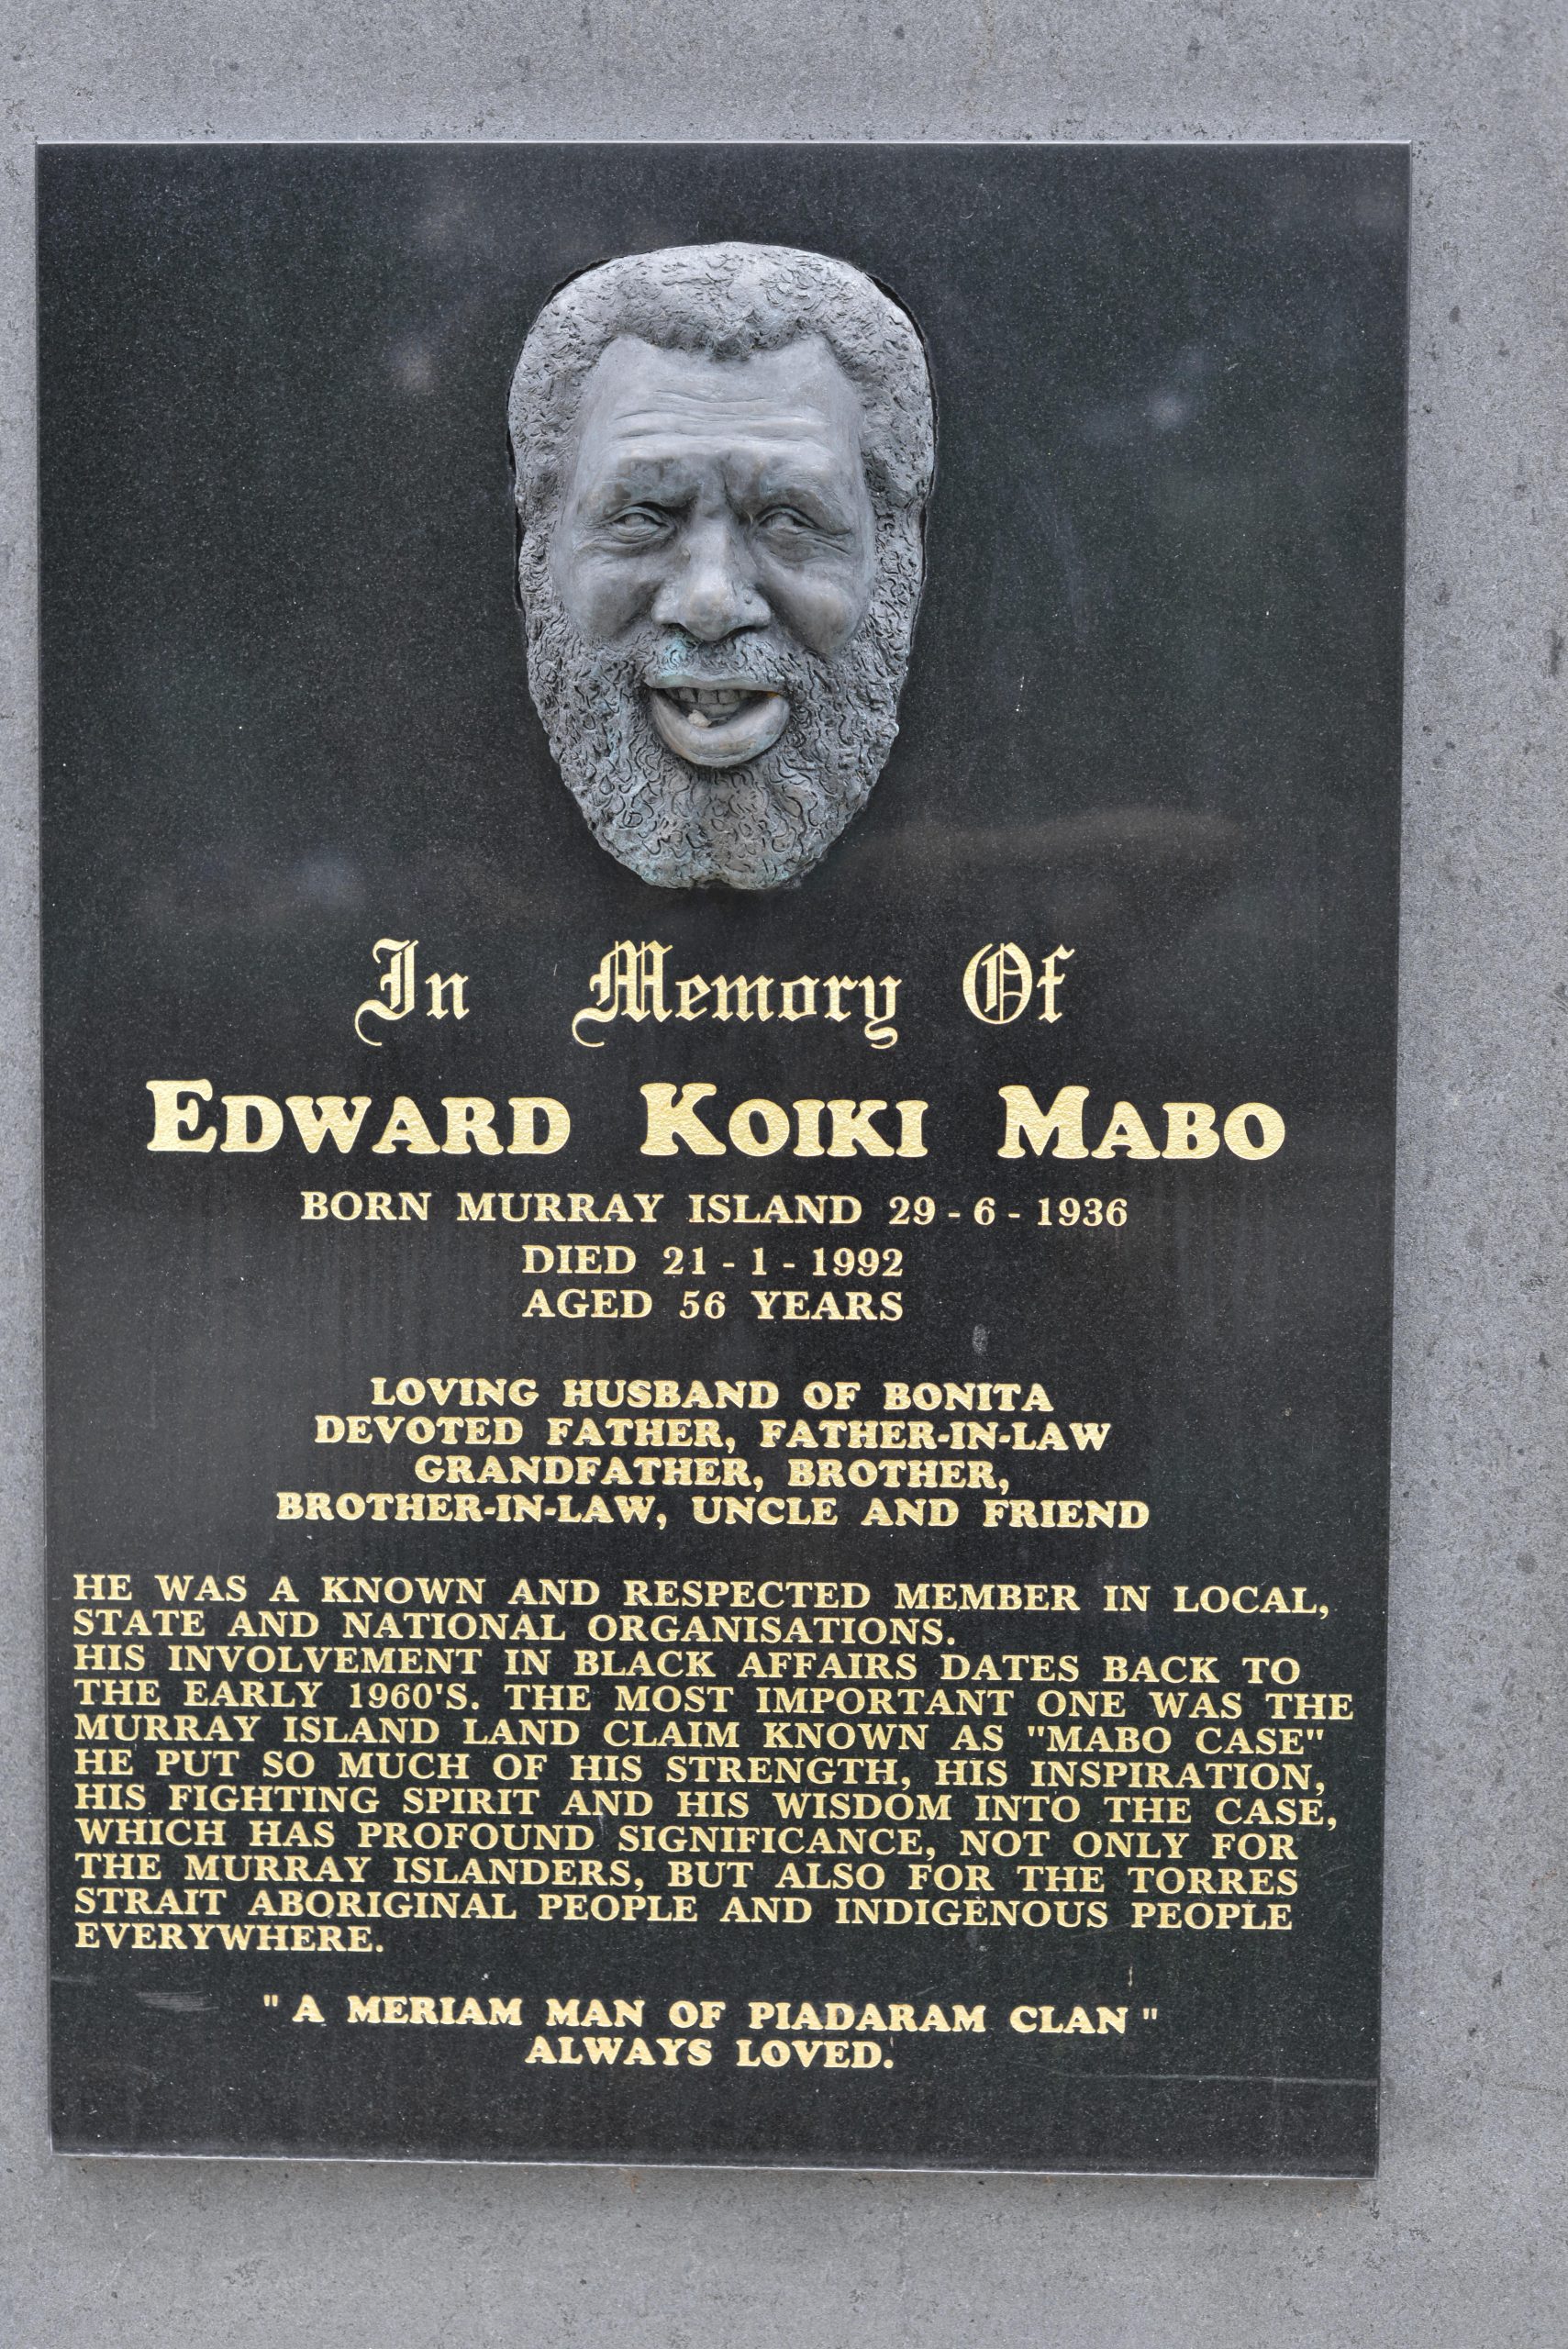 In Memory Of
EDWARD KOIKI MABO
BORN MURRAY ISLAND 29 - 6 - 1936
DIED 21 - 1 - 1992
AGED 56 YEARS
LOVING HUSBAND OF BONITA
DEVOTED FATHER, FATHER-IN-LAW
GRANDFATHER, BROTHER,
BROTHER-IN-LAW, UNCLE AND FRIEND
HE WAS A KNOWN AND RESPECTED MEMBER IN LOCAL,
STATE AND NATIONAL ORGANISATIONS.
HIS INVOLVEMENT IN BLACK AFFAIRS DATES BACK TO
THE EARLY 1960'S. THE MOST IMPORTANT ONE WAS THE
MURRAY ISLAND LAND CLAIM KNOWN AS "MABO CASE"
HE PUT SO MUCH OF HIS STRENGTH, HIS INSPIRATION,
HIS FIGHTING SPIRIT AND HIS WISDOM INTO THE CASE,
WHICH HAS PROFOUND SIGNIFICANCE, NOT ONLY FOR
THE MURRAY ISLANDERS, BUT ALSO FOR THE TORRES
STRAIT ABORIGINAL PEOPLE AND INDIGENOUS PEOPLE
EVERYWHERE.
" A MERIAM MAN OF PIADARAM CLAN "
ALWAYS LOVED.